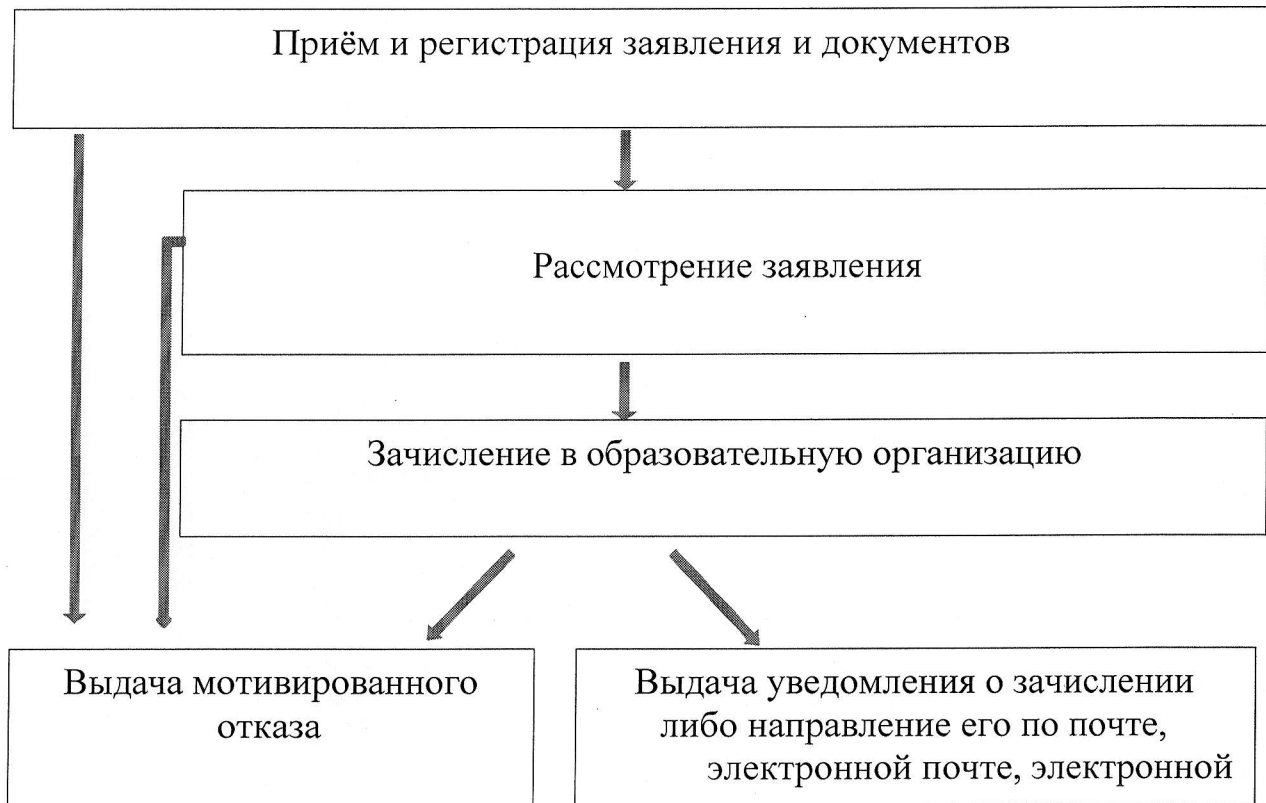 Приём и регистрация заявления и документов
Рассмотрение заявления
Зачисление в образовательную организацию
Выдача мотивированного
отказа
Выдача уведомления о зачислении
либо направление его по почте,
электронной почте, электронной